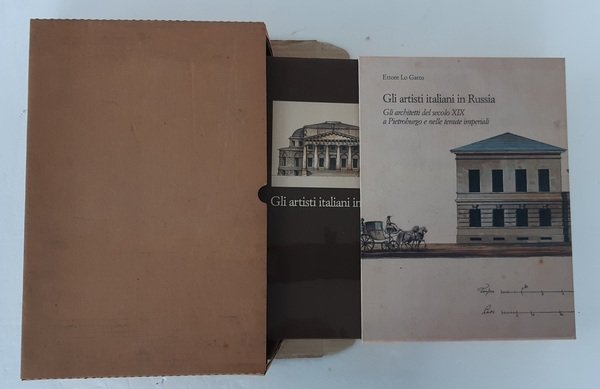 Gli artisti italiani in
Ettore Lo Gatto
Gli artisti italiani in Russia
Gli architetti del secolo XIX
a Pietroburgo e nelle tenute imperiali